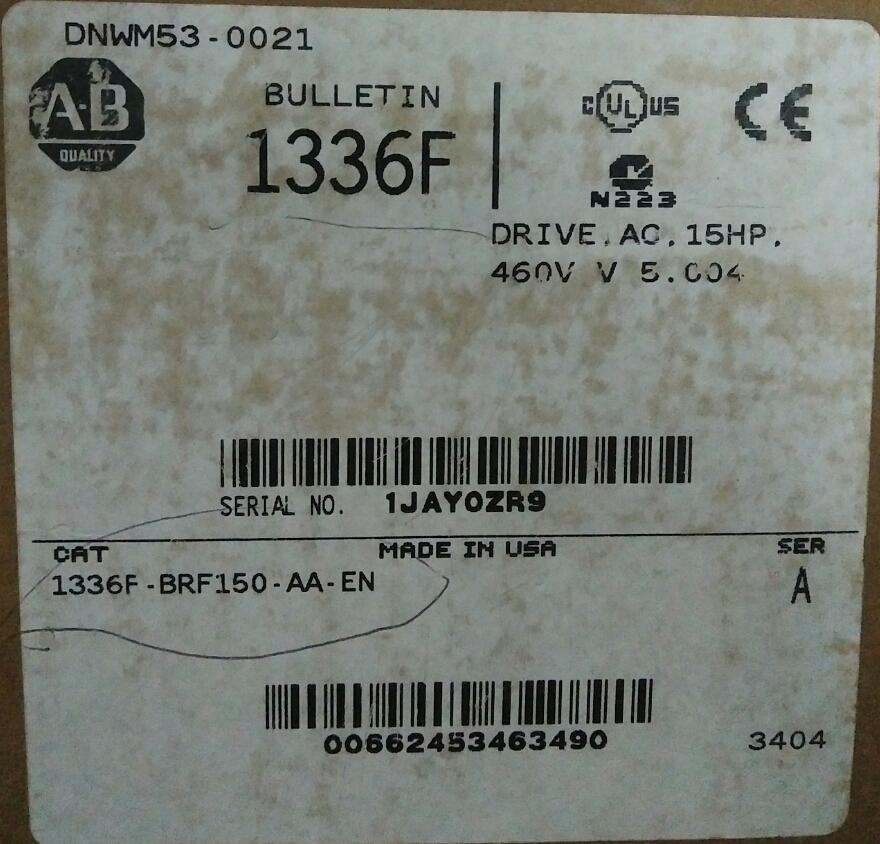 DNWM53-0021
A-B
QUALITY
BULLETIN
1336F
C UL US
CE
N223
DRIVE, AC, 15HP,
460V V 5.004
SERIAL NO. 1JAY0ZR9
CAT
MADE IN USA
SER
1336F-BRF150-AA-EN
A
00662453463490
3404